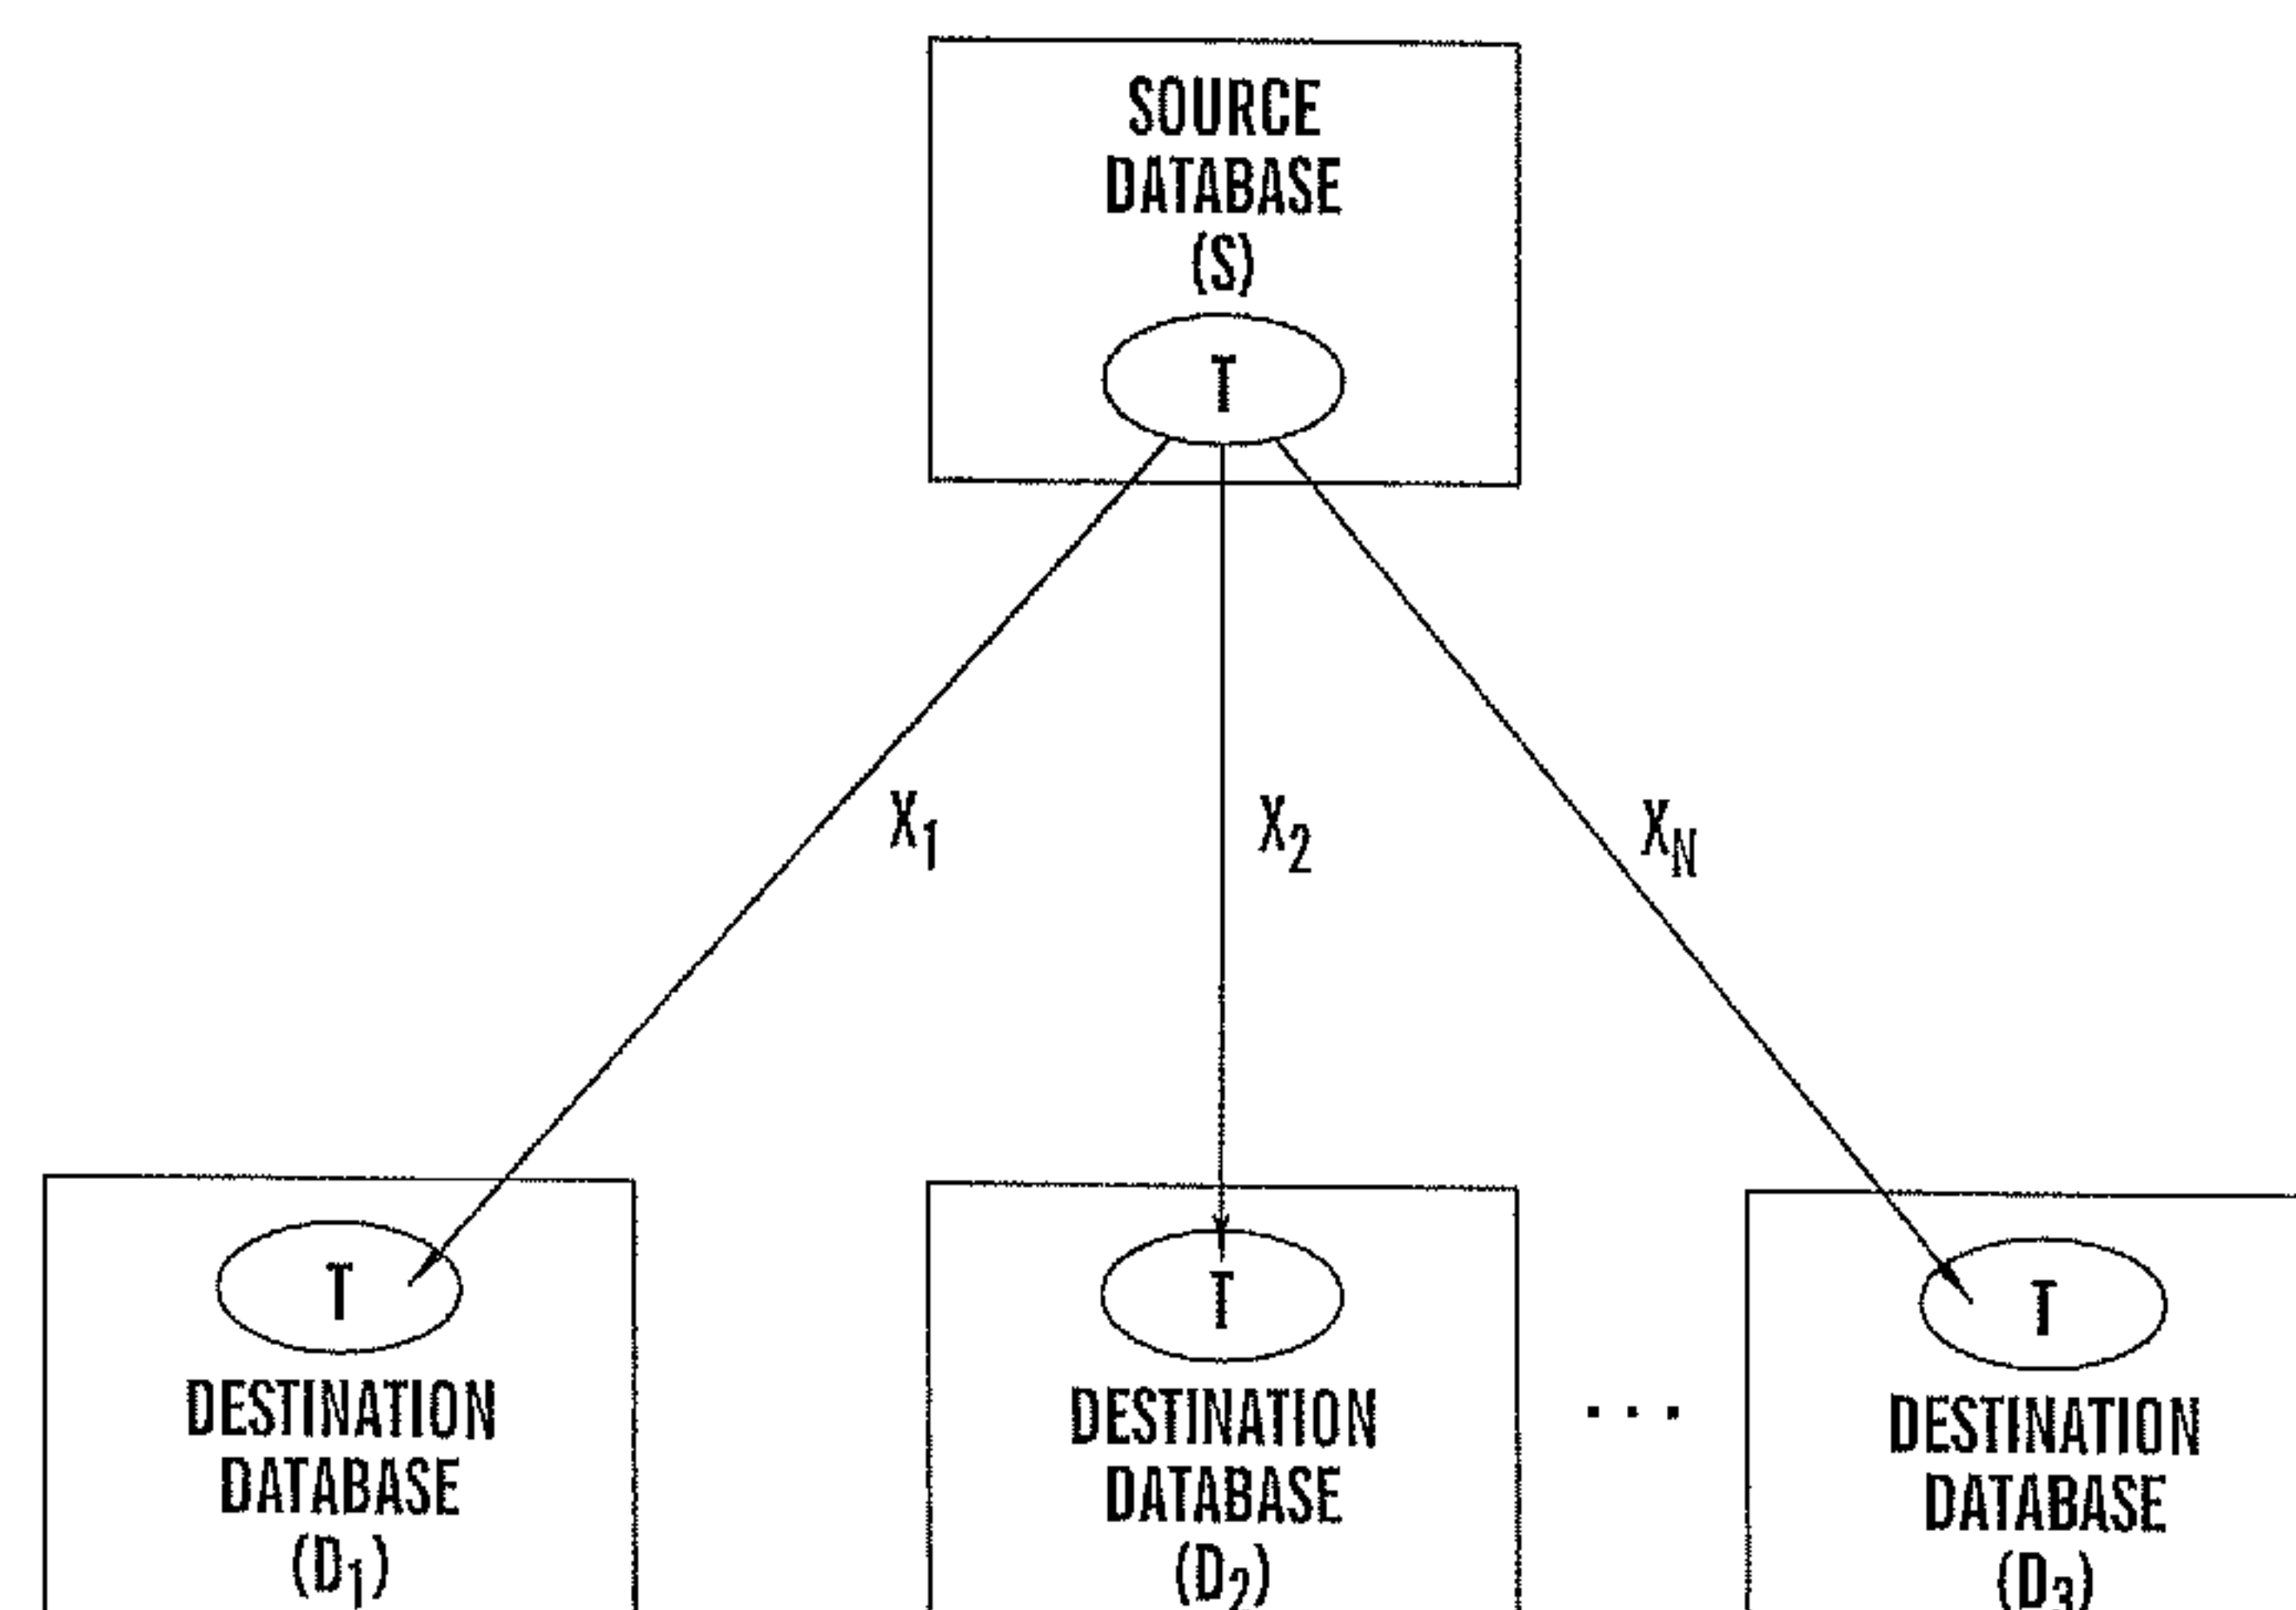 SOURCE
DATABASE
(S)
T
X1
X2
XN
T
T
T
DESTINATION
DATABASE
(D1)
DESTINATION
DATABASE
(D2)
. . .
DESTINATION
DATABASE
(D3)